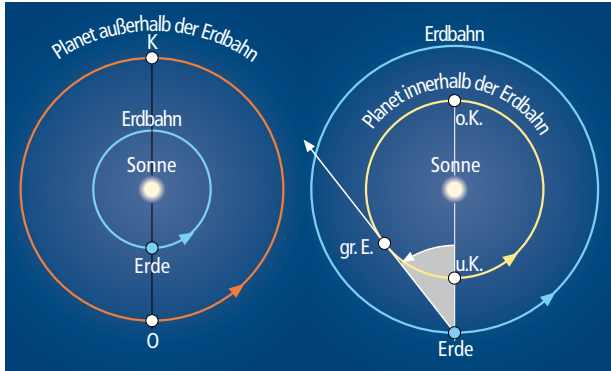 Planet außerhalb der Erdbahn
K
Erdbahn
Sonne
Erde
O
Erdbahn
Planet innerhalb der Erdbahn
o.K.
Sonne
gr. E.
u.K.
Erde